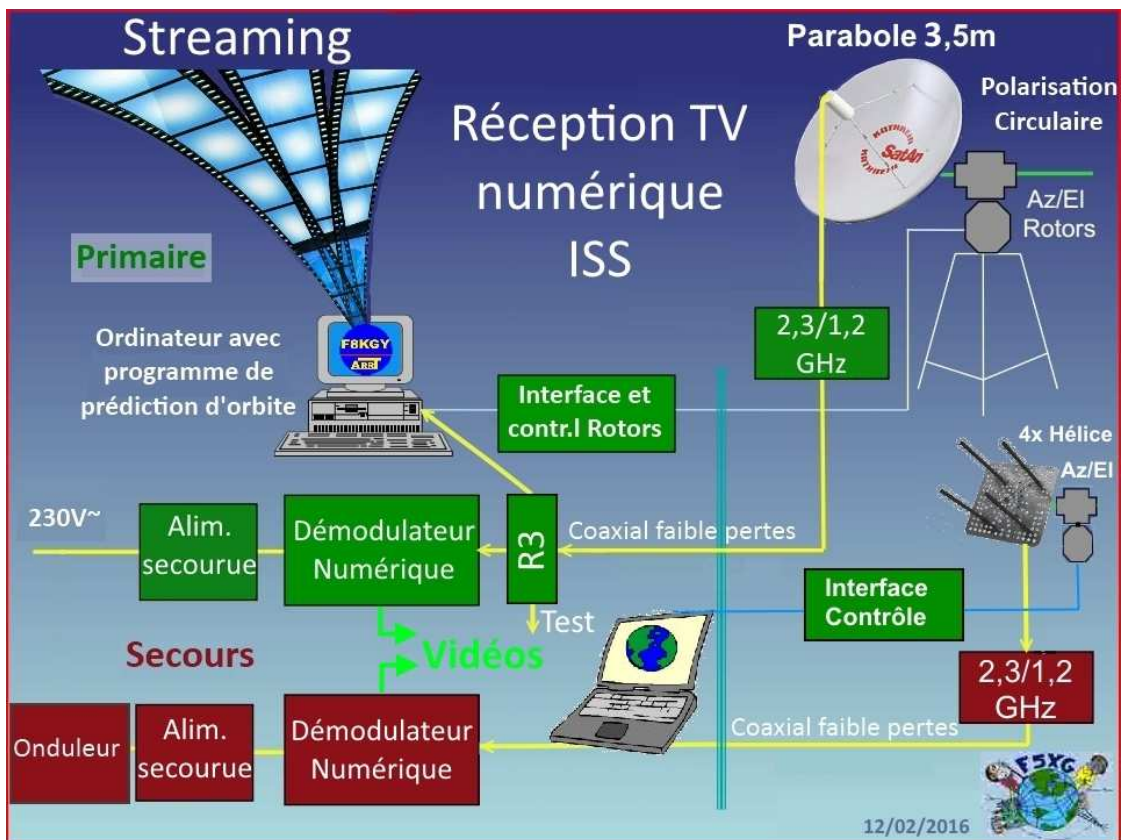 Streaming
Parabole 3,5m
Polarisation
Circulaire
Réception TV
numérique
ISS
SatAn
Az/El
Rotors
Primaire
2,3/1,2
GHz
Ordinateur avec
programme de
prédiction d'orbite
F8KGY
Interface et
contr.l Rotors
4x Hélice
Az/El
230V~
Alim.
secourue
Démodulateur
Numérique
R3
Coaxial faible pertes
Interface
Contrôle
Test
Secours
Vidéos
2,3/1,2
GHz
Onduleur
Alim.
secourue
Démodulateur
Numérique
Coaxial faible pertes
F5XG
12/02/2016